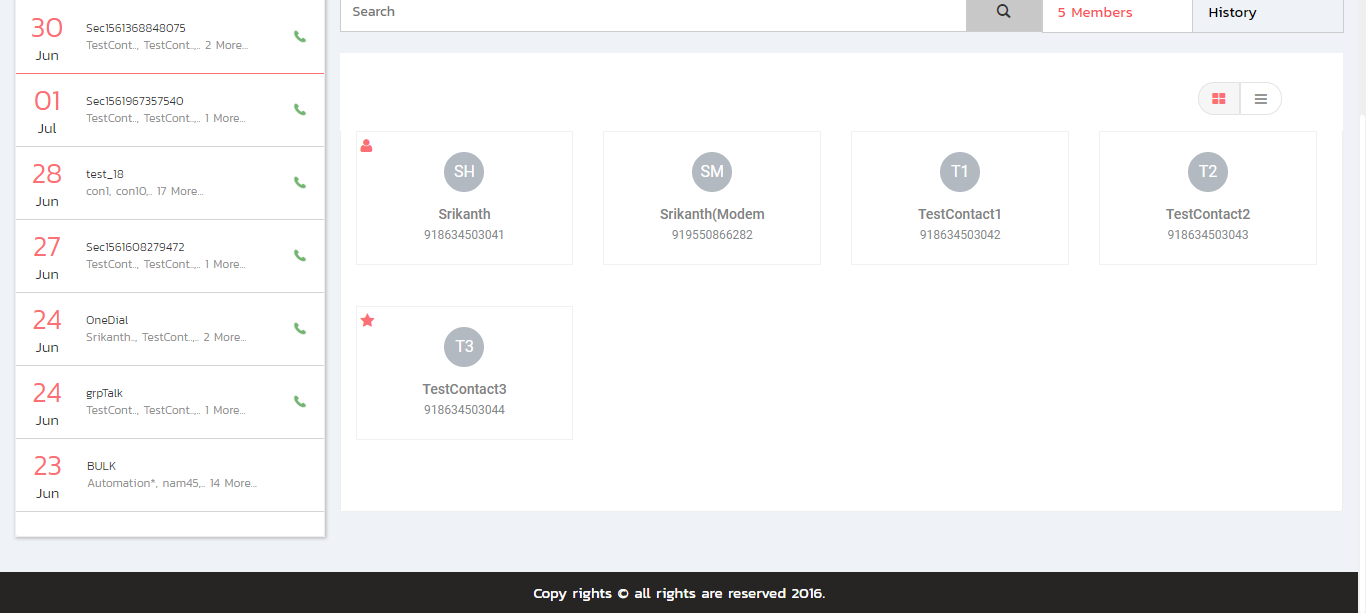 30
Jun
Sec1561368848075
TestCont.., TestCont..,.. 2 More...
01
Jul
Sec1561967357540
TestCont.., TestCont..,.. 1 More...
28
Jun
test_18
con1, con10,.. 17 More...
27
Jun
Sec1561608279472
TestCont.., TestCont..,.. 1 More...
24
Jun
OneDial
Srikanth.., TestCont..,.. 2 More...
24
Jun
grpTalk
TestCont.., TestCont..,.. 1 More...
23
Jun
BULK
Automation*, nam45,.. 14 More...
Search
5 Members
History
SH
Srikanth
918634503041
SM
Srikanth(Modem
919550866282
T1
TestContact1
918634503042
T2
TestContact2
918634503043
T3
TestContact3
918634503044
Copy rights © all rights are reserved 2016.